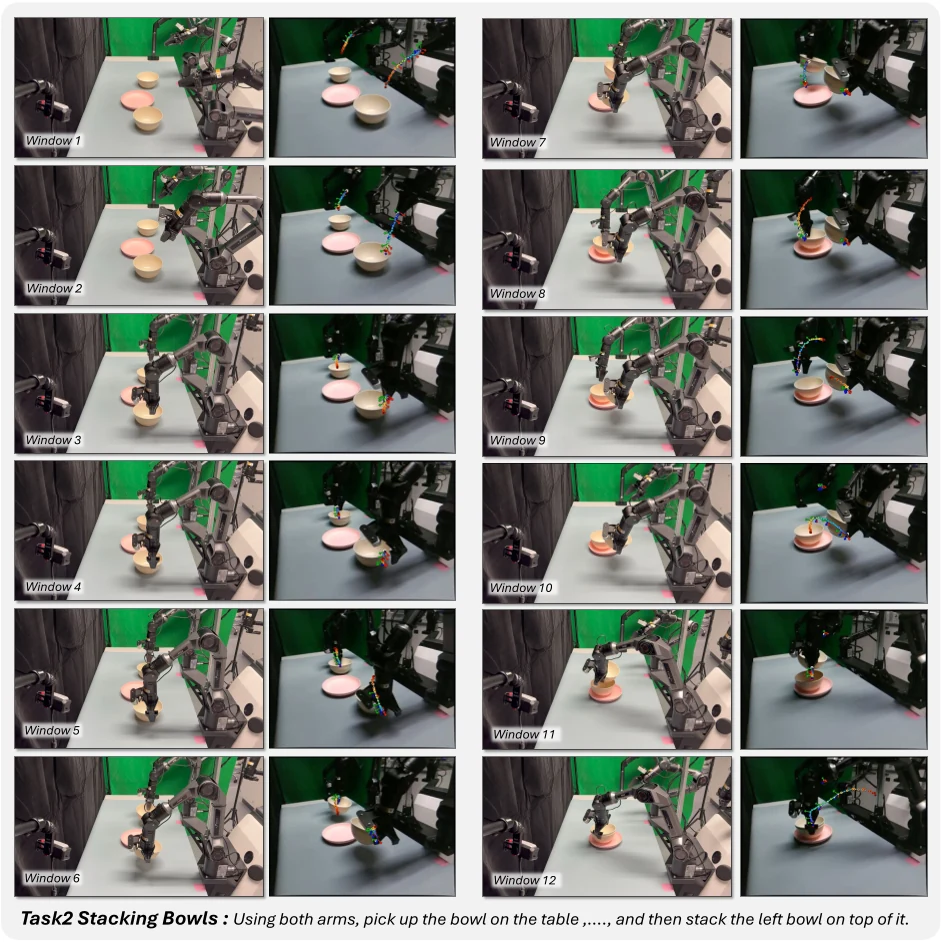 Window 1
Window 2
Window 3
Window 4
Window 5
Window 6
Window 7
Window 8
Window 9
Window 10
Window 11
Window 12
Task2 Stacking Bowls : Using both arms, pick up the bowl on the table ,...., and then stack the left bowl on top of it.